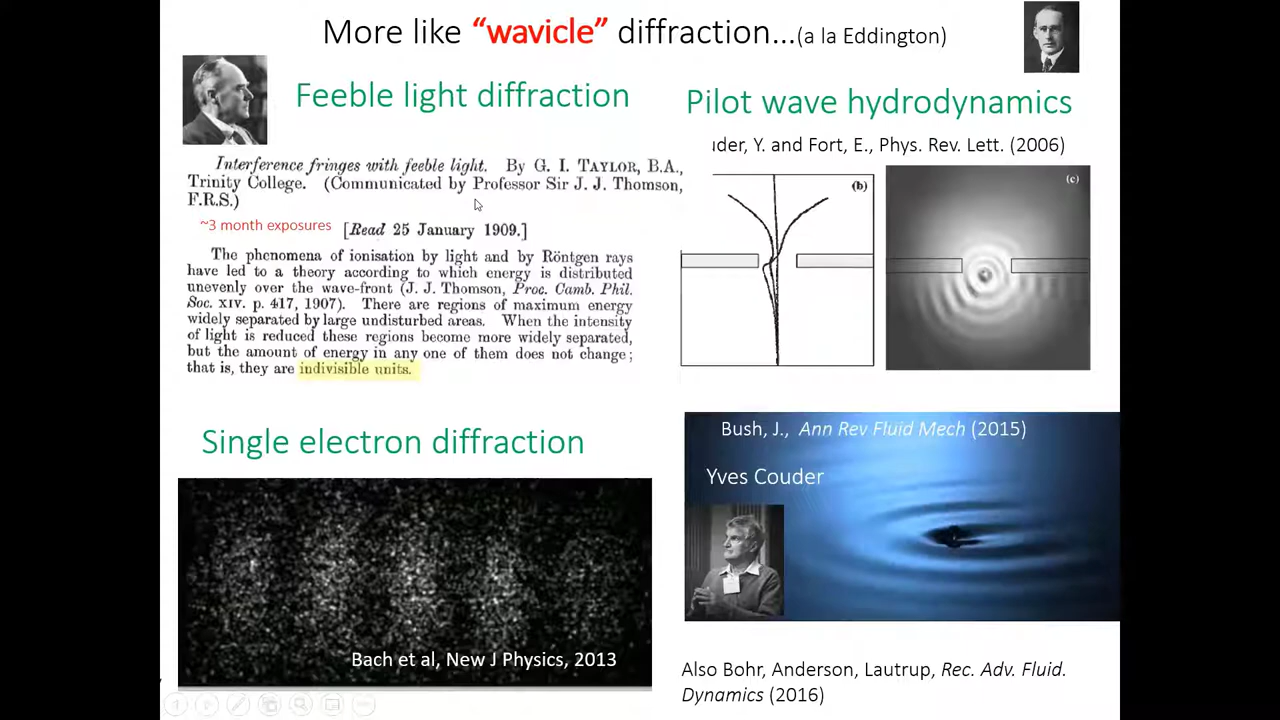 More like “wavicle” diffraction...(a la Eddington)
Feeble light diffraction
Interference fringes with feeble light. By G. I. TAYLOR, B.A.,
Trinity College. (Communicated by Professor Sir J. J. Thomson,
F.R.S.)
~3 month exposures [Read 25 January 1909.]
The phenomena of ionisation by light and by Röntgen rays
have led to a theory according to which energy is distributed
unevenly over the wave-front (J. J. Thomson, Proc. Camb. Phil.
Soc. XIV. p. 417, 1907). There are regions of maximum energy
widely separated by large undisturbed areas. When the intensity
of light is reduced these regions become more widely separated,
but the amount of energy in any one of them does not change;
that is, they are indivisible units.
Single electron diffraction
Bach et al, New J Physics, 2013
Pilot wave hydrodynamics
uder, Y. and Fort, E., Phys. Rev. Lett. (2006)
(b)
(c)
Bush, J., Ann Rev Fluid Mech (2015)
Yves Couder
Also Bohr, Anderson, Lautrup, Rec. Adv. Fluid.
Dynamics (2016)